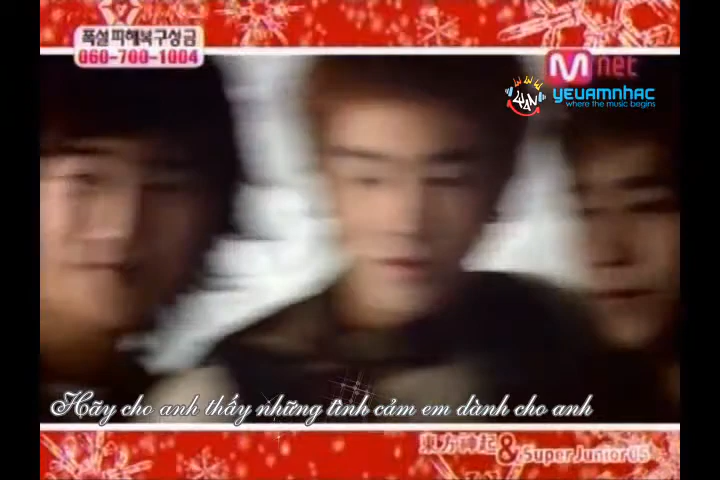 폭설피해복구성금
060-700-1004
Mnet
YEUAMNHAC
where the music begins
Hãy cho anh thấy những tình cảm em dành cho anh
東方神起 & Super Junior05